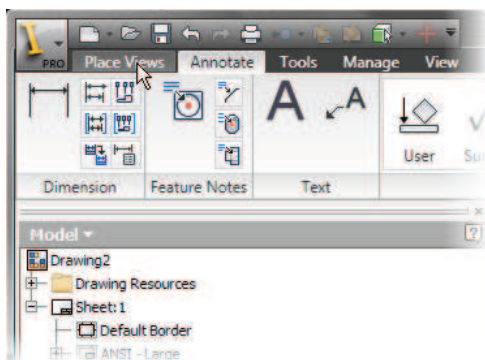 PRO Place Views Annotate Tools Manage View
A A
User
Dimension Feature Notes Text
Model
Drawing2
Drawing Resources
Sheet:1
Default Border
ANSI - Large